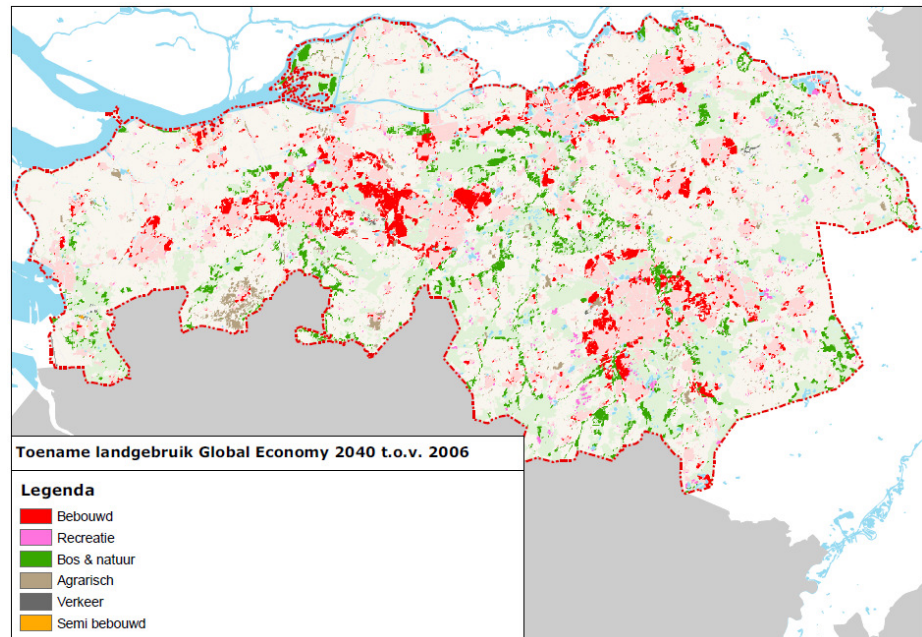 Toename landgebruik Global Economy 2040 t.o.v. 2006
Legenda
Bebouwd
Recreatie
Bos & natuur
Agrarisch
Verkeer
Semi bebouwd